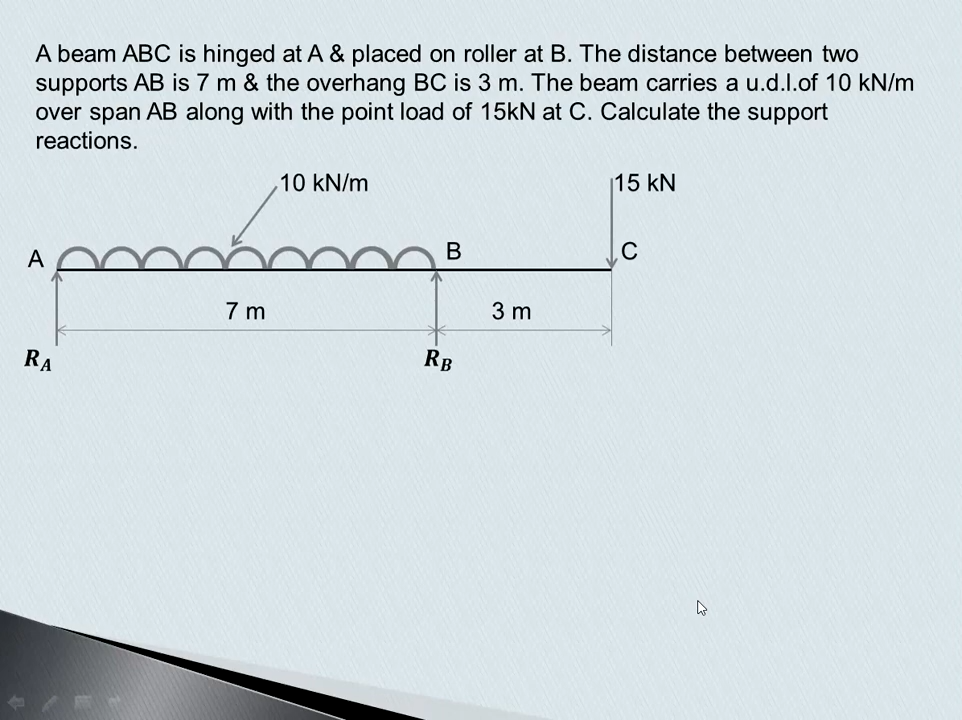 A beam ABC is hinged at A & placed on roller at B. The distance between two
supports AB is 7 m & the overhang BC is 3 m. The beam carries a u.d.l.of 10 kN/m
over span AB along with the point load of 15kN at C. Calculate the support
reactions.
10 kN/m
15 kN
A
B
C
7 m
3 m
R_A
R_B